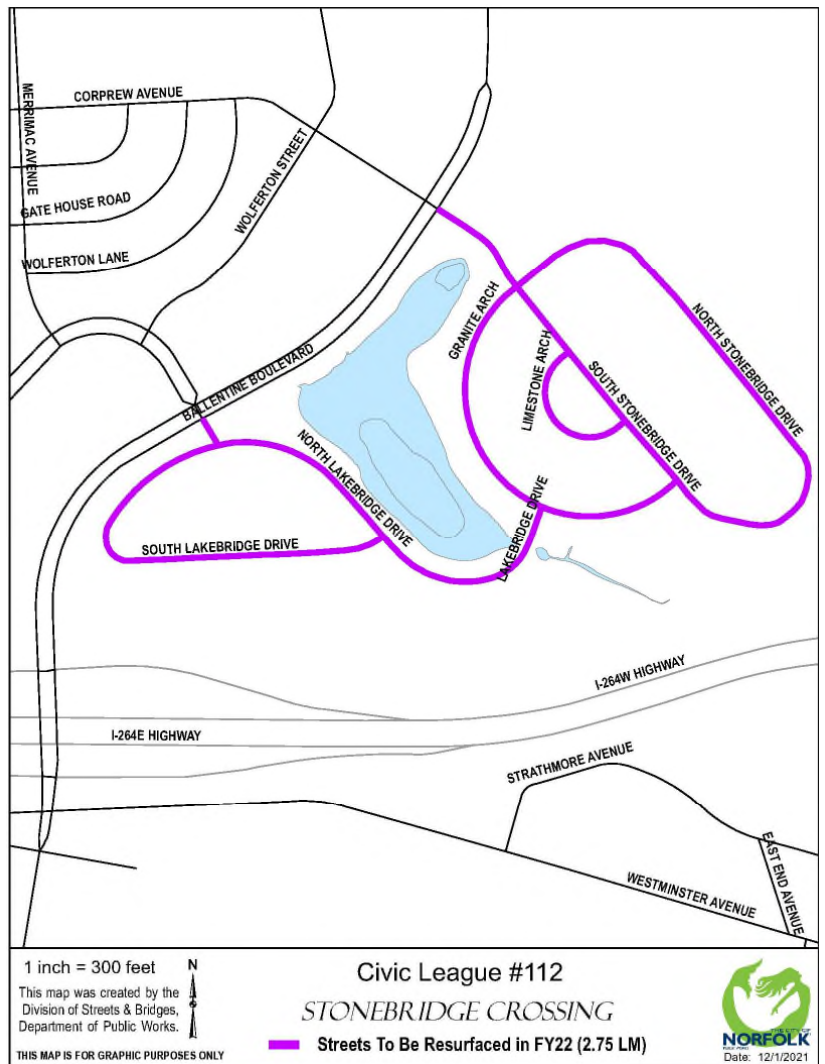 CORPREW AVENUE
MERRIMAC AVENUE
WOLFERTON STREET
GATE HOUSE ROAD
WOLFERTON LANE
GRANITE ARCH
NORTH STONEBRIDGE DRIVE
LIMESTONE ARCH
SOUTH STONEBRIDGE DRIVE
BALLENTINE BOULEVARD
NORTH LAKEBRIDGE DRIVE
SOUTH LAKEBRIDGE DRIVE
LAKEBRIDGE DRIVE
I-264W HIGHWAY
I-264E HIGHWAY
STRATHMORE AVENUE
EAST END AVENUE
WESTMINSTER AVENUE
1 inch = 300 feet
N
This map was created by the
Division of Streets & Bridges,
Department of Public Works.
THIS MAP IS FOR GRAPHIC PURPOSES ONLY
Civic League #112
STONEBRIDGE CROSSING
Streets To Be Resurfaced in FY22 (2.75 LM)
THE CITY OF
NORFOLK
Date: 12/1/2021